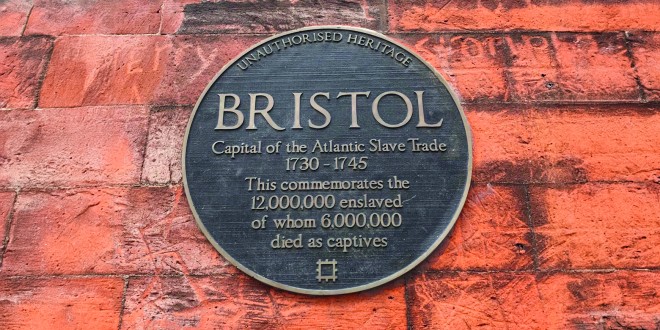 UNAUTHORISED HERITAGE
BRISTOL
Capital of the Atlantic Slave Trade
1730 - 1745
This commemorates the
12,000,000 enslaved
of whom 6,000,000
died as captives